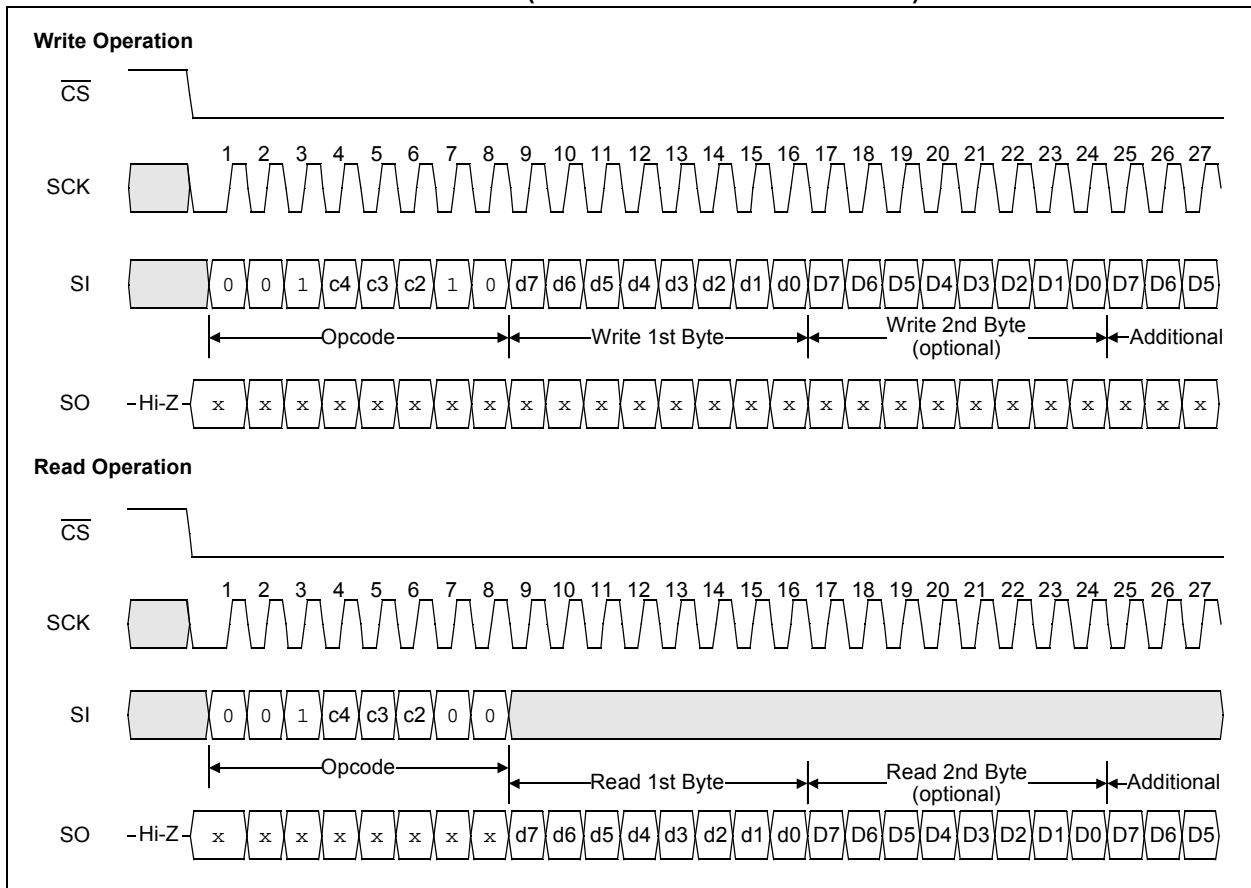 Write Operation
CS
1 2 3 4 5 6 7 8 9 10 11 12 13 14 15 16 17 18 19 20 21 22 23 24 25 26 27
SCK
SI 0 0 1 c4 c3 c2 1 0 d7 d6 d5 d4 d3 d2 d1 d0 D7 D6 D5 D4 D3 D2 D1 D0 D7 D6 D5
Opcode Write 1st Byte Write 2nd Byte Additional
(optional)
SO Hi-Z x x x x x x x x x x x x x x x x x x x x x x x x x x x
Read Operation
CS
1 2 3 4 5 6 7 8 9 10 11 12 13 14 15 16 17 18 19 20 21 22 23 24 25 26 27
SCK
SI 0 0 1 c4 c3 c2 0 0
Opcode Read 1st Byte Read 2nd Byte Additional
(optional)
SO Hi-Z x x x x x x x x d7 d6 d5 d4 d3 d2 d1 d0 D7 D6 D5 D4 D3 D2 D1 D0 D7 D6 D5